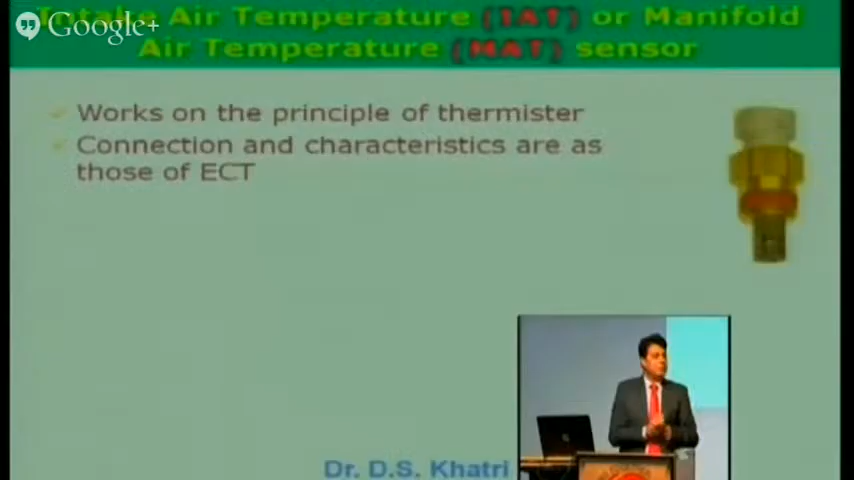 Google+
Intake Air Temperature (IAT) or Manifold
Air Temperature (MAT) sensor
Works on the principle of thermister
Connection and characteristics are as
those of ECT
Dr. D.S. Khatri